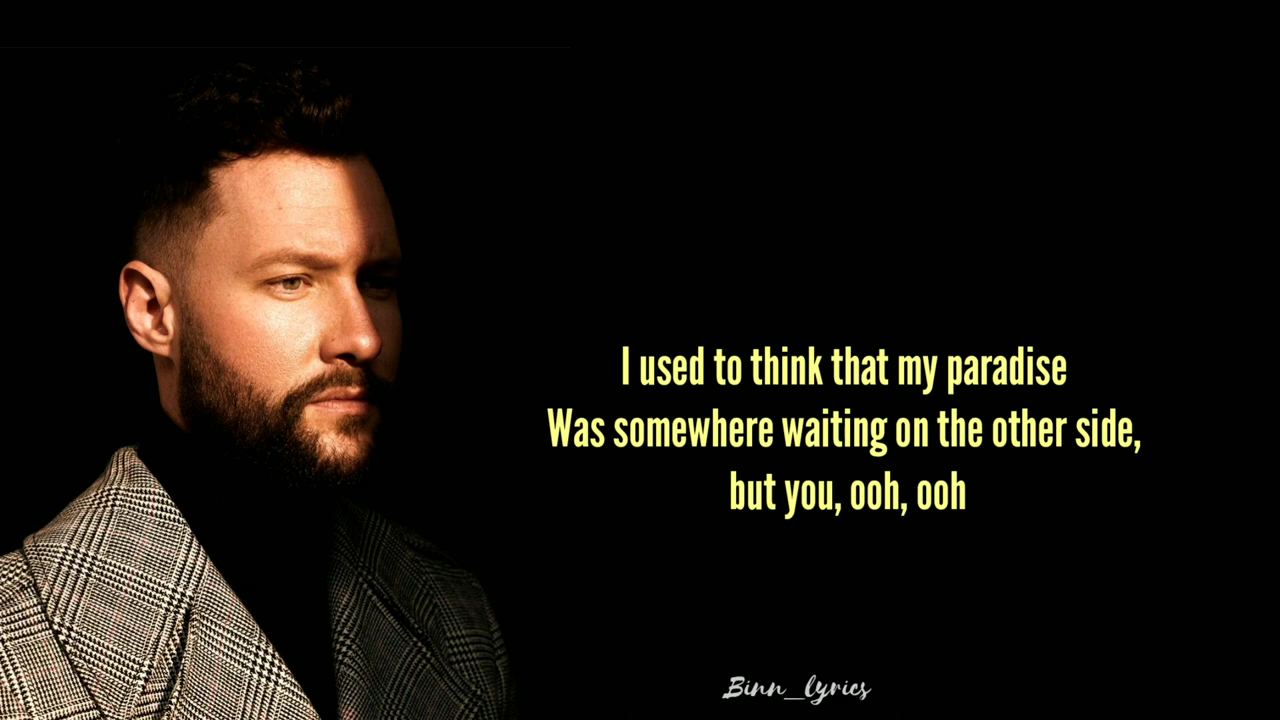 I used to think that my paradise
Was somewhere waiting on the other side,
but you, ooh, ooh
Binn_lyrics